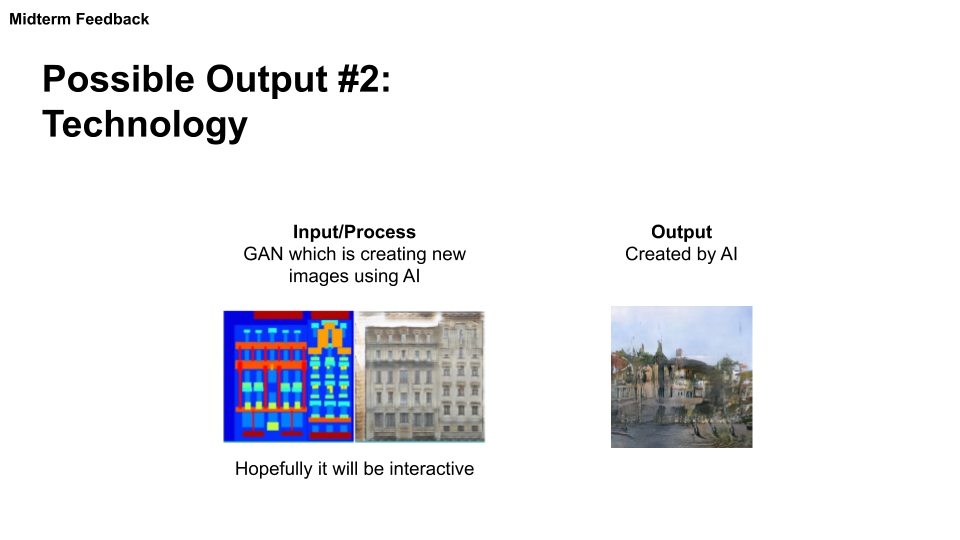 Midterm Feedback
Possible Output #2:
Technology
Input/Process
GAN which is creating new
images using AI
Output
Created by AI
Hopefully it will be interactive